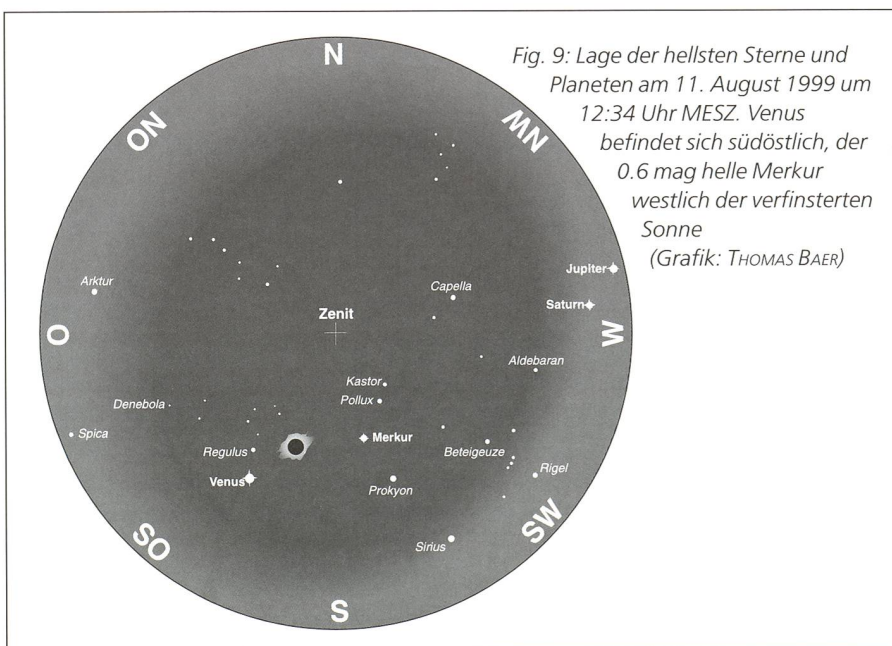 Fig. 9: Lage der hellsten Sterne und
Planeten am 11. August 1999 um
12:34 Uhr MESZ. Venus
befindet sich südöstlich, der
0.6 mag helle Merkur
westlich der verfinsterten
Sonne
(Grafik: THOMAS BAER)
N
NO
NW
Jupiter
Arktur
Capella
Saturn
Zenit
O
W
Aldebaran
Kastor
Pollux
Denebola
Spica
Merkur
Regulus
Beteigeuze
Rigel
Venus
Prokyon
SO
SW
Sirius
S